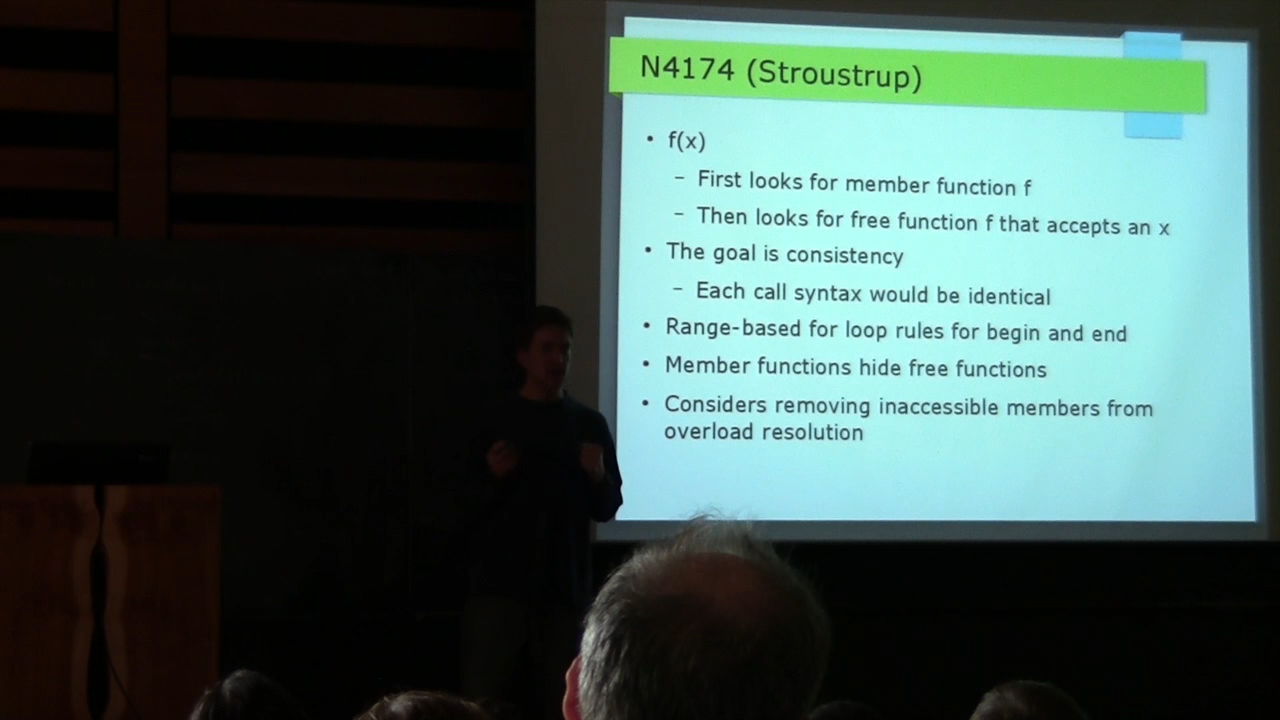 N4174 (Stroustrup)
• f(x)
– First looks for member function f
– Then looks for free function f that accepts an x
• The goal is consistency
– Each call syntax would be identical
• Range-based for loop rules for begin and end
• Member functions hide free functions
• Considers removing inaccessible members from
overload resolution